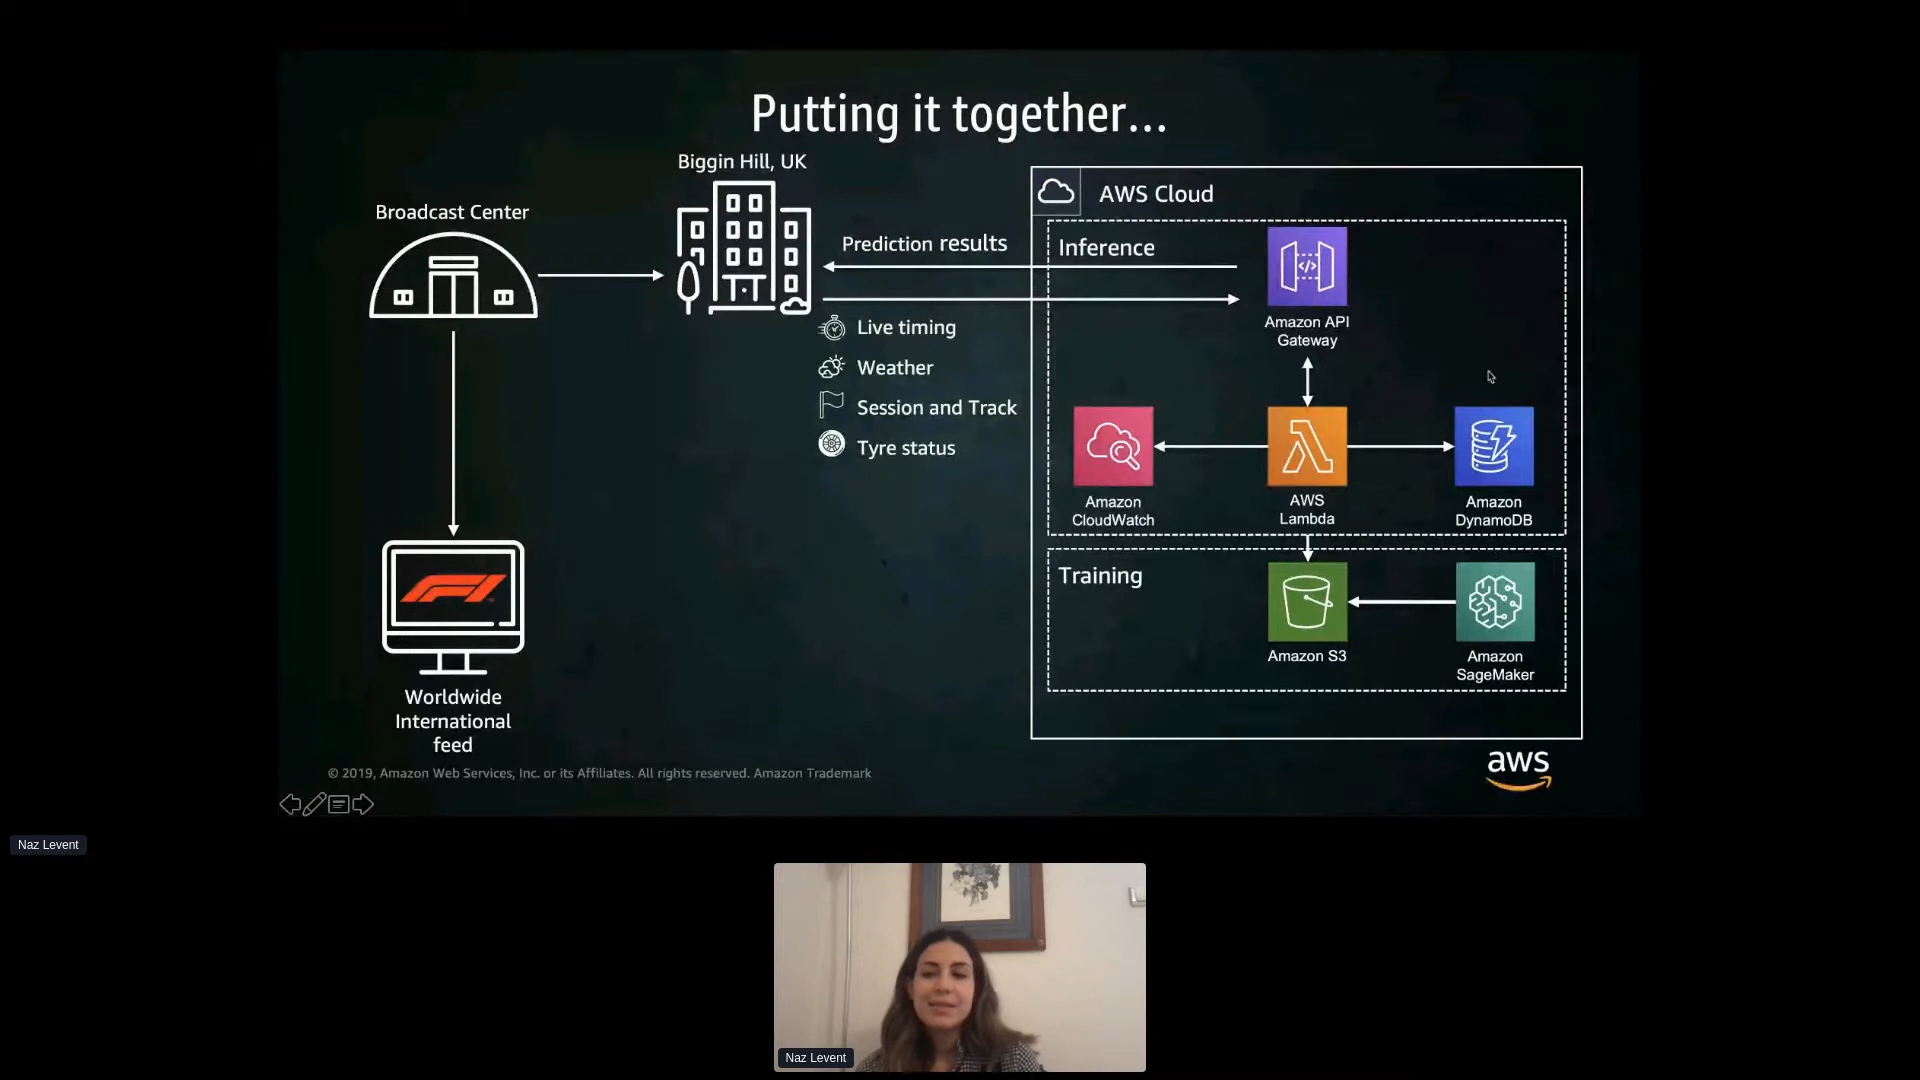 Putting it together...
Biggin Hill, UK
Broadcast Center
AWS Cloud
Prediction results
Inference
Live timing
Weather
Session and Track
Tyre status
Amazon API
Gateway
Amazon
CloudWatch
AWS
Lambda
Amazon
DynamoDB
Training
Amazon S3
Amazon
SageMaker
Worldwide
International
feed
© 2019, Amazon Web Services, Inc. or its Affiliates. All rights reserved. Amazon Trademark
aws
Naz Levent
Naz Levent